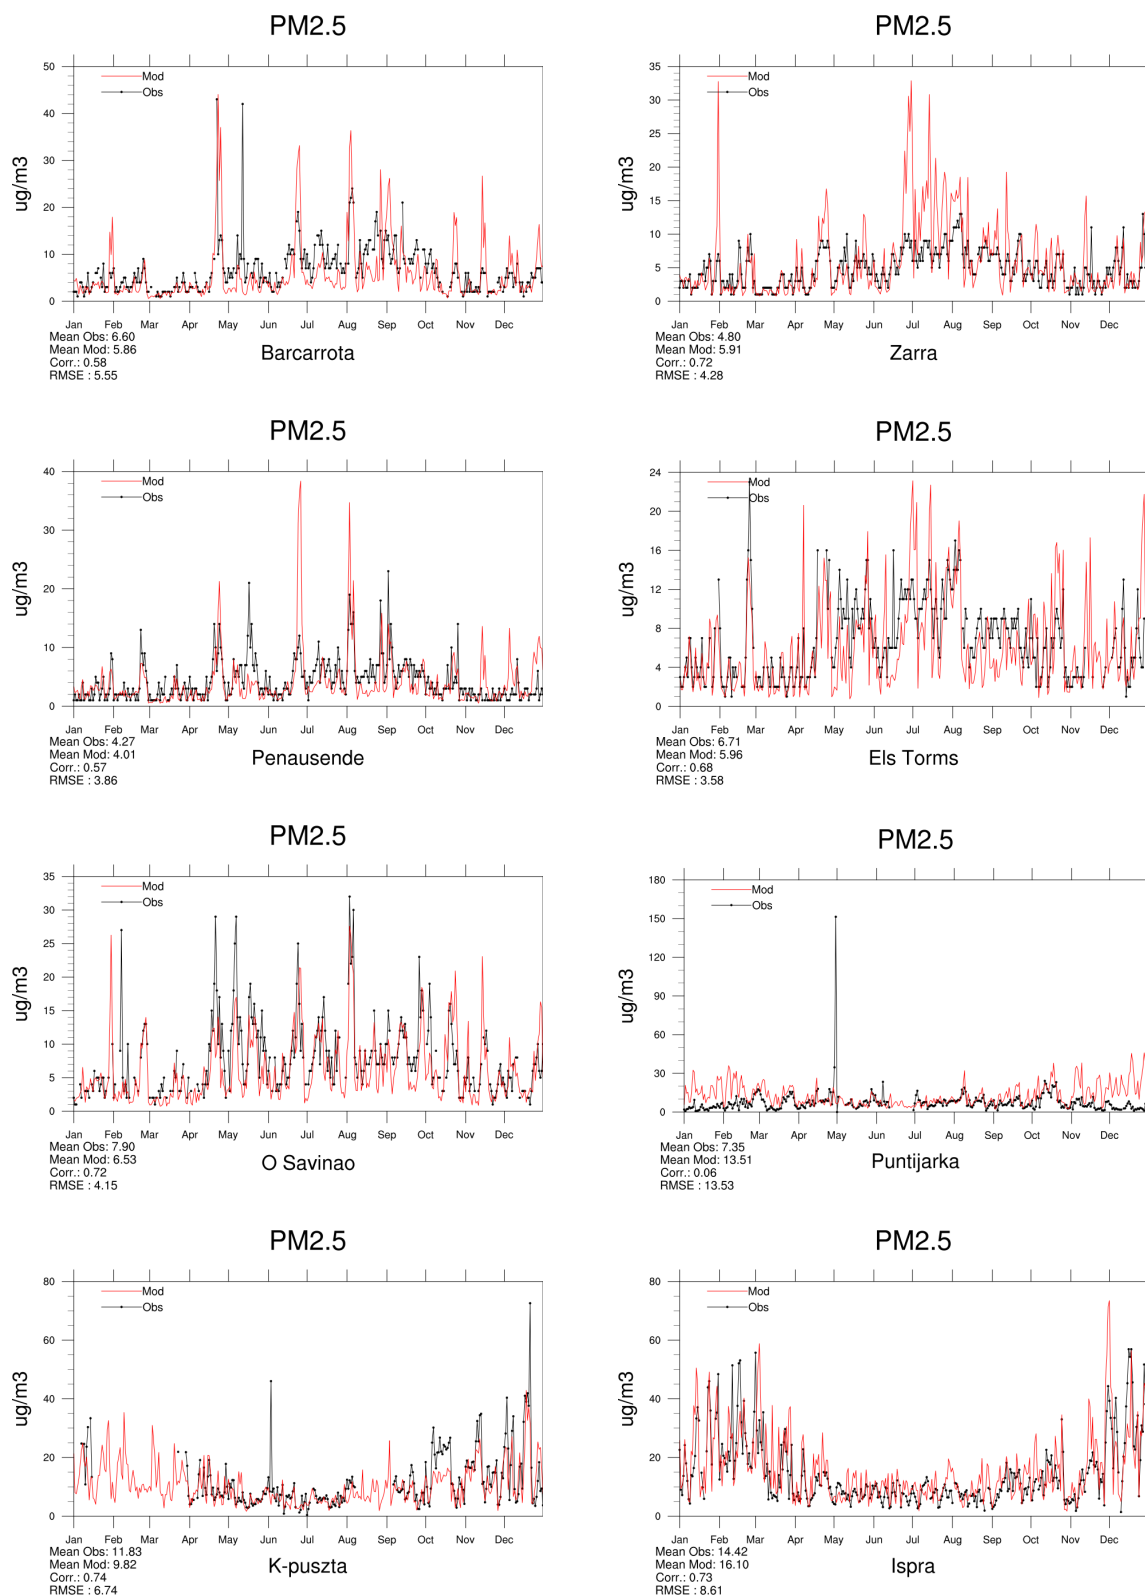 PM2.5
50
40
30
20
10
0
ug/m3
Mod
Obs
Jan Feb Mar Apr May Jun Jul Aug Sep Oct Nov Dec
Mean Obs: 6.60
Mean Mod: 5.86
Corr.: 0.58
RMSE : 5.55
Barcarrota
PM2.5
35
30
25
20
15
10
5
0
ug/m3
Mod
Obs
Jan Feb Mar Apr May Jun Jul Aug Sep Oct Nov Dec
Mean Obs: 4.80
Mean Mod: 5.91
Corr.: 0.72
RMSE : 4.28
Zarra
PM2.5
40
30
20
10
0
ug/m3
Mod
Obs
Jan Feb Mar Apr May Jun Jul Aug Sep Oct Nov Dec
Mean Obs: 4.27
Mean Mod: 4.01
Corr.: 0.57
RMSE : 3.86
Penausende
PM2.5
24
20
16
12
8
4
0
ug/m3
Mod
Obs
Jan Feb Mar Apr May Jun Jul Aug Sep Oct Nov Dec
Mean Obs: 6.71
Mean Mod: 5.96
Corr.: 0.68
RMSE : 3.58
Els Torms
PM2.5
35
30
25
20
15
10
5
0
ug/m3
Mod
Obs
Jan Feb Mar Apr May Jun Jul Aug Sep Oct Nov Dec
Mean Obs: 7.90
Mean Mod: 6.53
Corr.: 0.72
RMSE : 4.15
O Savinao
PM2.5
180
150
120
90
60
30
0
ug/m3
Mod
Obs
Jan Feb Mar Apr May Jun Jul Aug Sep Oct Nov Dec
Mean Obs: 7.35
Mean Mod: 13.51
Corr.: 0.06
RMSE : 13.53
Puntijarka
PM2.5
80
60
40
20
0
ug/m3
Mod
Obs
Jan Feb Mar Apr May Jun Jul Aug Sep Oct Nov Dec
Mean Obs: 11.83
Mean Mod: 9.82
Corr.: 0.74
RMSE : 6.74
K-puszta
PM2.5
80
60
40
20
0
ug/m3
Mod
Obs
Jan Feb Mar Apr May Jun Jul Aug Sep Oct Nov Dec
Mean Obs: 14.42
Mean Mod: 16.10
Corr.: 0.73
RMSE : 8.61
Ispra